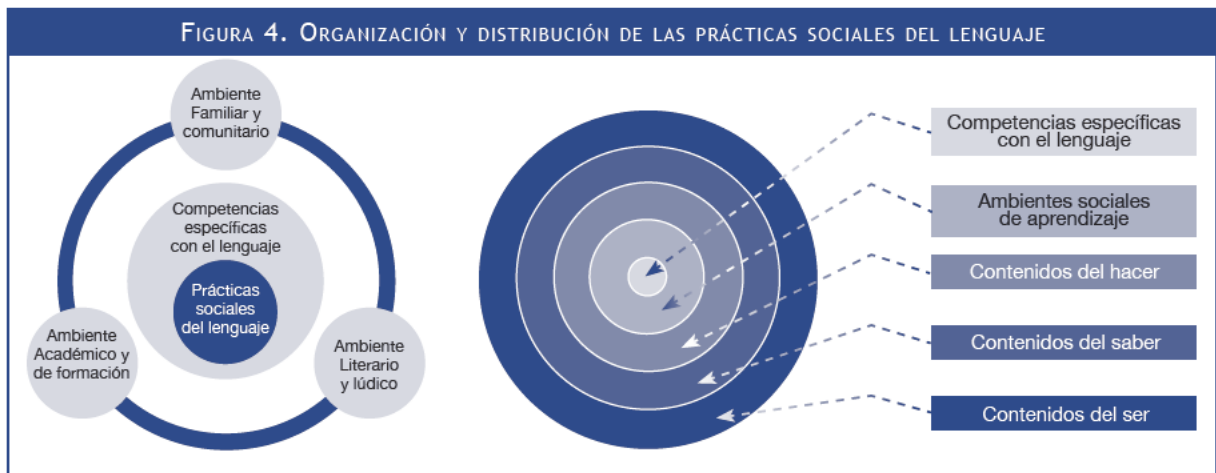 FIGURA 4. ORGANIZACIÓN Y DISTRIBUCIÓN DE LAS PRÁCTICAS SOCIALES DEL LENGUAJE
Ambiente
Familiar y
comunitario
Competencias
específicas
con el lenguaje
Prácticas
sociales
del lenguaje
Ambiente
Académico y
de formación
Ambiente
Literario
y lúdico
Competencias específicas
con el lenguaje
Ambientes sociales
de aprendizaje
Contenidos del hacer
Contenidos del saber
Contenidos del ser